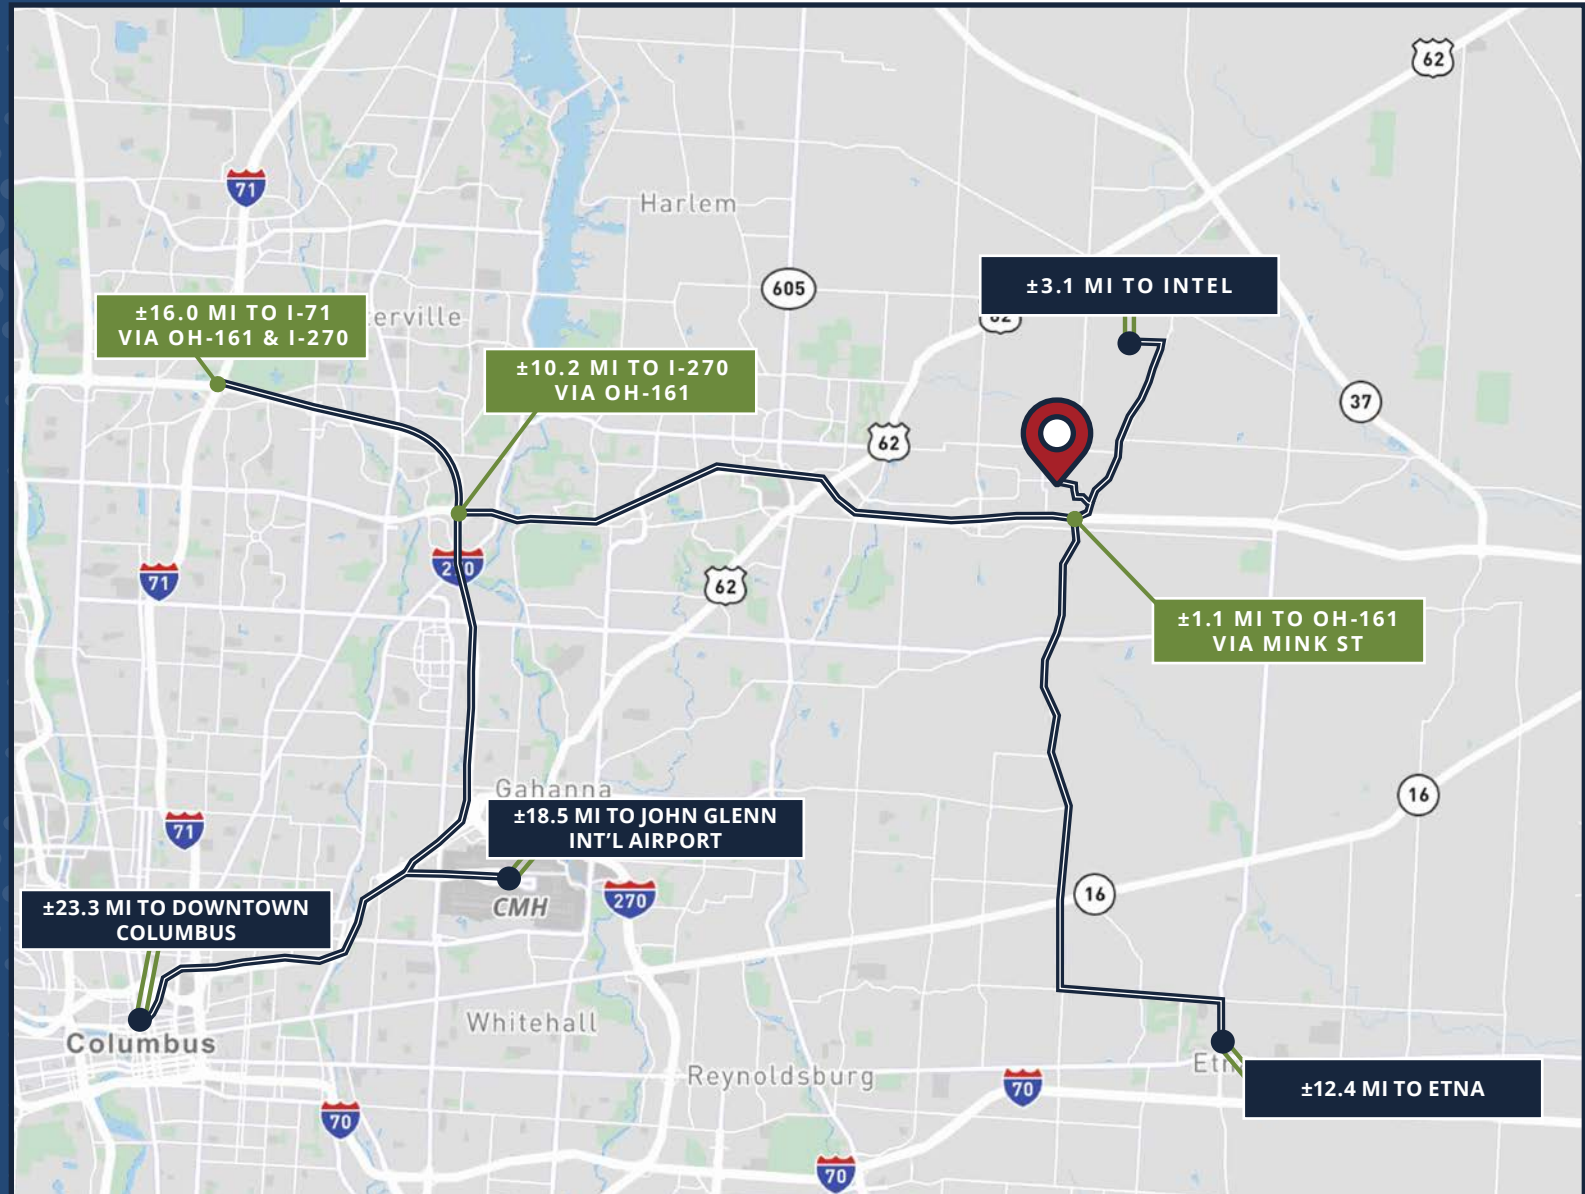 62
71
Harlem
±3.1 MI TO INTEL
605
±16.0 MI TO I-71
VIA OH-161 & I-270
erville
62
±10.2 MI TO I-270
VIA OH-161
37
62
270
71
62
±1.1 MI TO OH-161
VIA MINK ST
Gahanna
16
±18.5 MI TO JOHN GLENN
INT'L AIRPORT
71
CMH
270
16
±23.3 MI TO DOWNTOWN
COLUMBUS
Whitehall
Columbus
Etn
Reynoldsburg
70
±12.4 MI TO ETNA
70
70